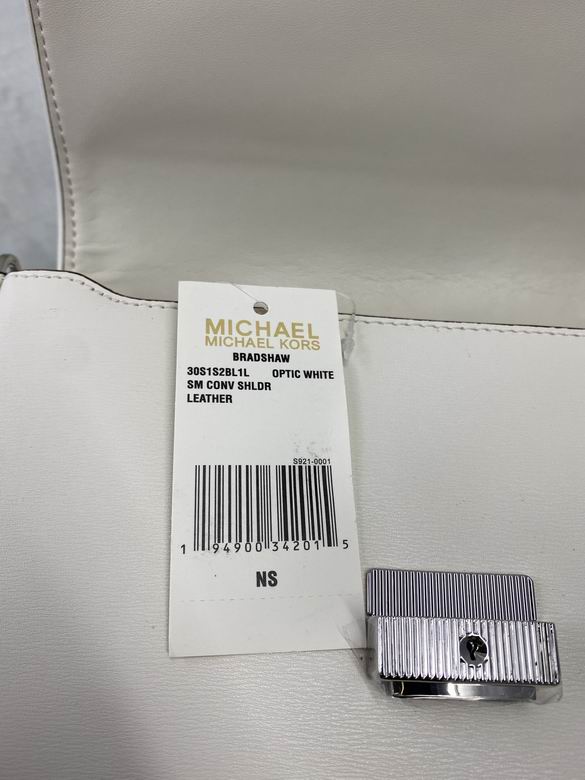 MICHAEL
MICHAEL KORS
BRADSHAW
30S1S2BL1L OPTIC WHITE
SM CONV SHLDR
LEATHER
S921-0001
1 94900 34201 5
NS